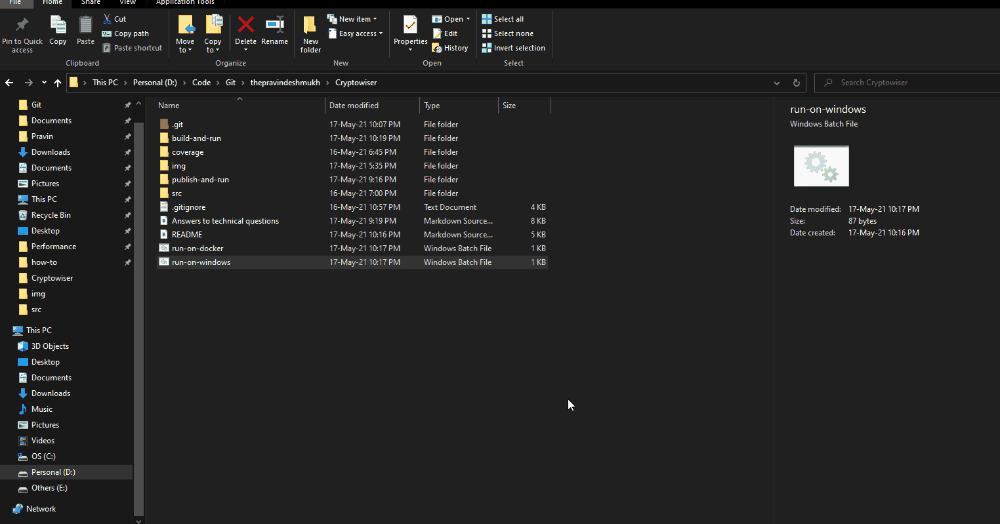 File Home Share View Application Tools
Pin to Quick access
Copy
Paste
Cut
Copy path
Paste shortcut
Clipboard
Move to
Copy to
Delete
Rename
Organize
New folder
New item
Easy access
New
Properties
Open
Edit
History
Open
Select all
Select none
Invert selection
Select
This PC Personal (D:) Code Git thepravindeshmukh Cryptowiser
Search Cryptowiser
Git
Documents
Pravin
Downloads
Documents
Pictures
This PC
Recycle Bin
Desktop
Performance
how-to
Cryptowiser
img
src
This PC
3D Objects
Desktop
Documents
Downloads
Music
Pictures
Videos
OS (C:)
Personal (D:)
Others (E:)
Network
Name Date modified Type Size
.git 17-May-21 10:07 PM File folder
build-and-run 17-May-21 10:19 PM File folder
coverage 16-May-21 6:45 PM File folder
img 17-May-21 5:35 PM File folder
publish-and-run 17-May-21 9:16 PM File folder
src 16-May-21 7:00 PM File folder
.gitignore 16-May-21 10:57 PM Text Document 4 KB
Answers to technical questions 17-May-21 9:19 PM Markdown Source... 8 KB
README 17-May-21 10:16 PM Markdown Source... 5 KB
run-on-docker 17-May-21 10:17 PM Windows Batch File 1 KB
run-on-windows 17-May-21 10:17 PM Windows Batch File 1 KB
run-on-windows
Windows Batch File
Date modified: 17-May-21 10:17 PM
Size: 87 bytes
Date created: 17-May-21 10:16 PM